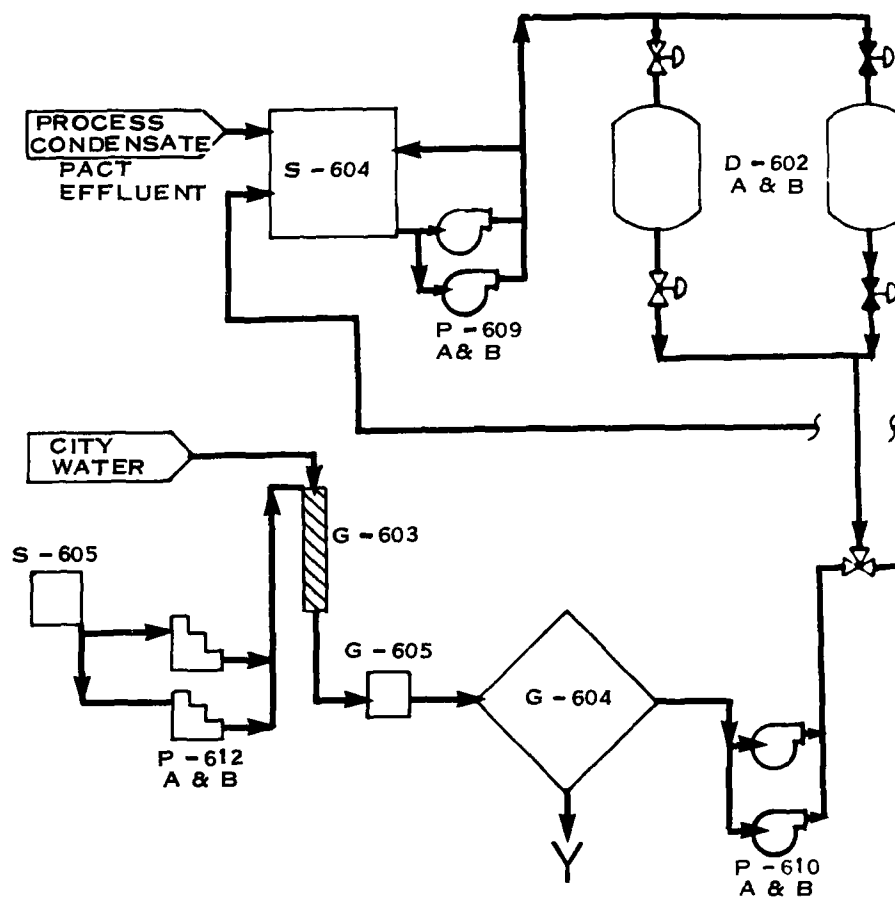 PROCESS
CONDENSATE
PACT
EFFLUENT
S-604
D-602
A & B
P-609
A & B
CITY
WATER
G-603
S-605
G-605
G-604
P-612
A & B
P-610
A & B